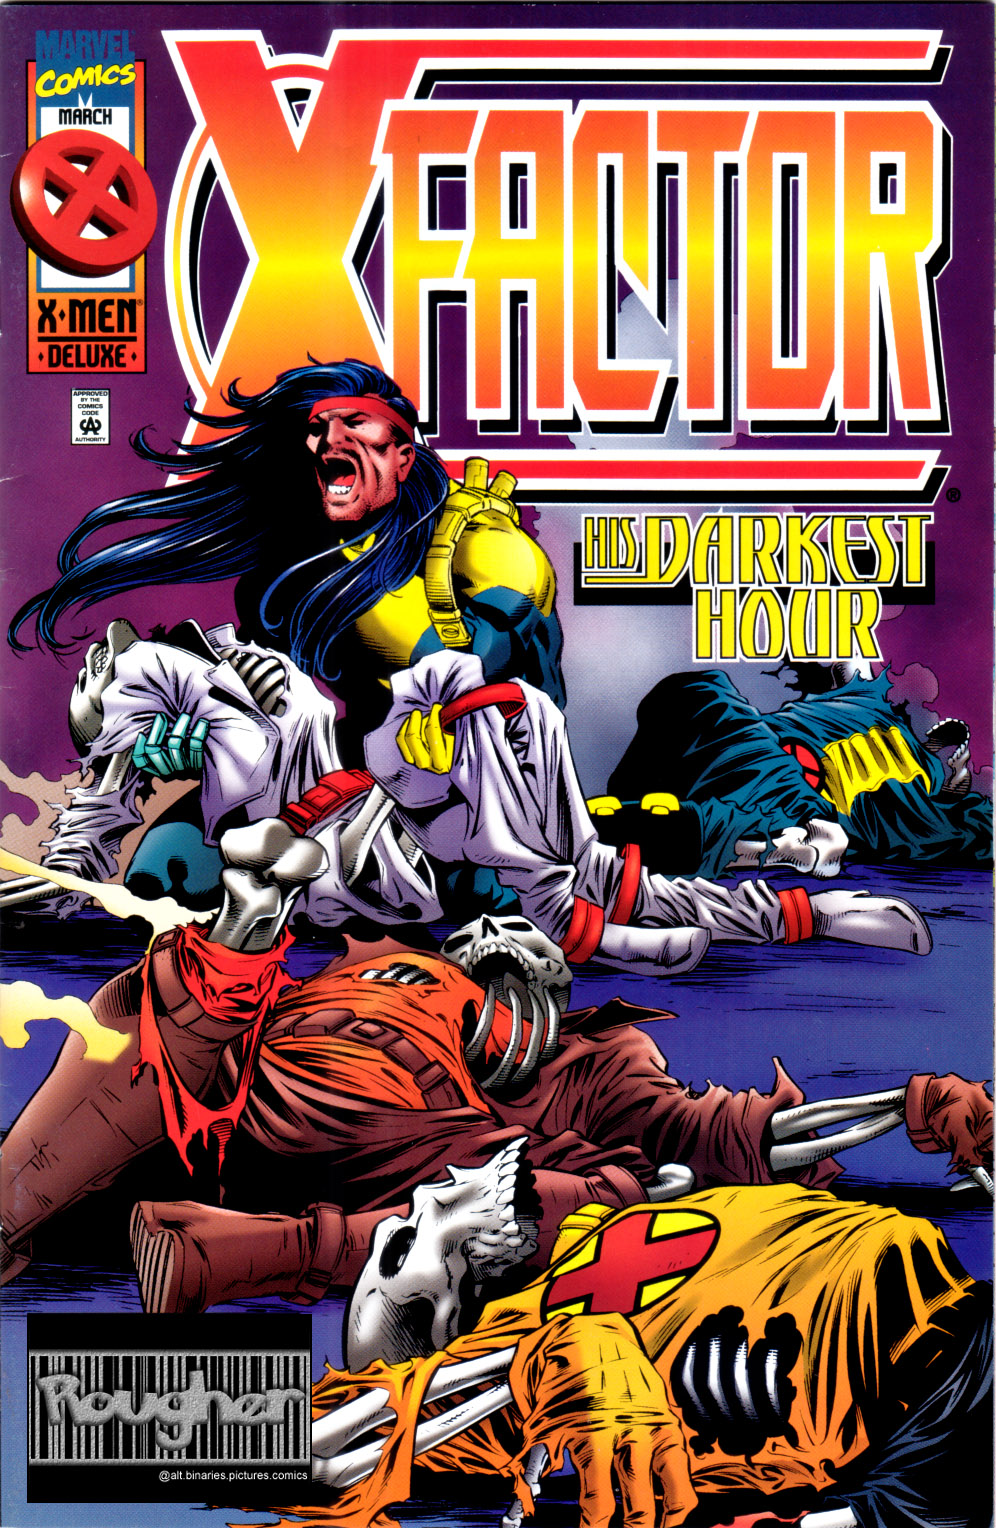 MARVEL
COMICS
MARCH
X-MEN®
DELUXE
APPROVED
BY THE
COMICS
CODE
CA
AUTHORITY
X FACTOR
®
HIS DARKEST
HOUR
Rougher
@alt.binaries.pictures.comics